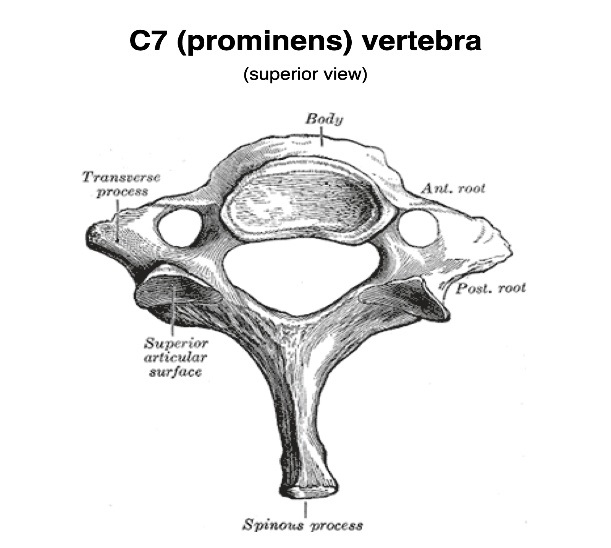 C7 (prominens) vertebra
(superior view)
Body
Transverse
process
Ant. root
Post. root
Superior
articular
surface
Spinous process